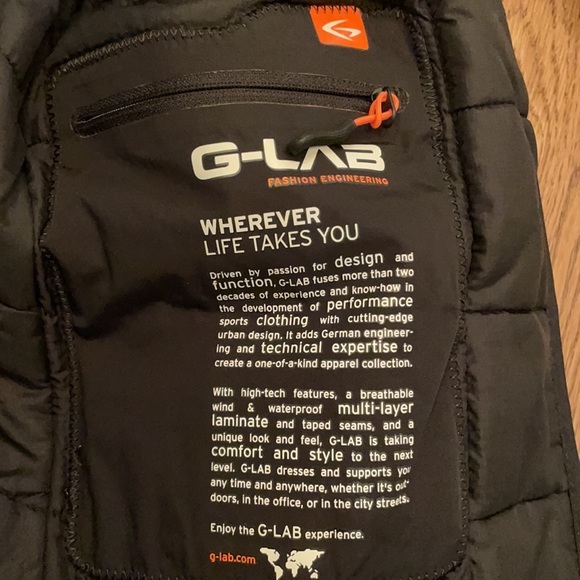 G-LAB
FASHION ENGINEERING
WHEREVER
LIFE TAKES YOU
Driven by passion for design and
function, G-LAB fuses more than two
decades of experience and know-how in
the development of performance
sports clothing with cutting-edge
urban design. It adds German engineer-
ing and technical expertise to
create a one-of-a-kind apparel collection.
With high-tech features, a breathable
wind & waterproof multi-layer
laminate and taped seams, and a
unique look and feel, G-LAB is taking
comfort and style to the next
level. G-LAB dresses and supports you
any time and anywhere, whether it's out-
doors, in the office, or in the city streets.
Enjoy the G-LAB experience.
g-lab.com